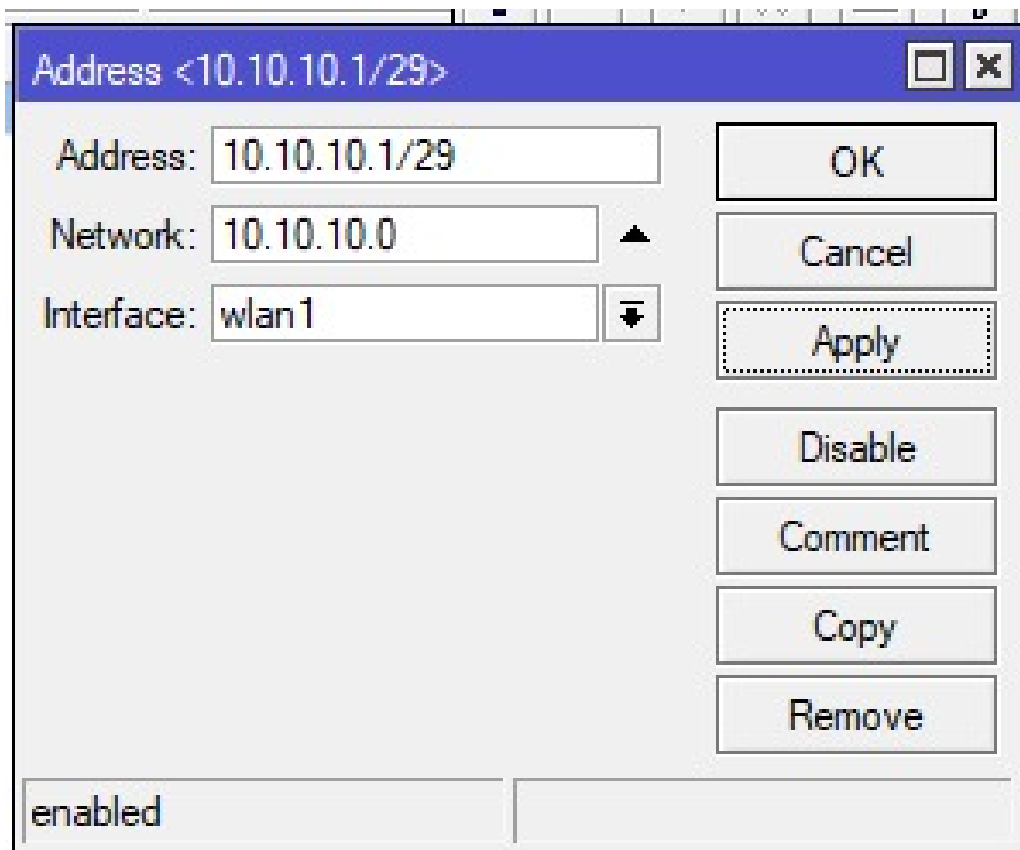 Address <10.10.10.1/29>
Address: 10.10.10.1/29
Network: 10.10.10.0
Interface: wlan1
OK
Cancel
Apply
Disable
Comment
Copy
Remove
enabled